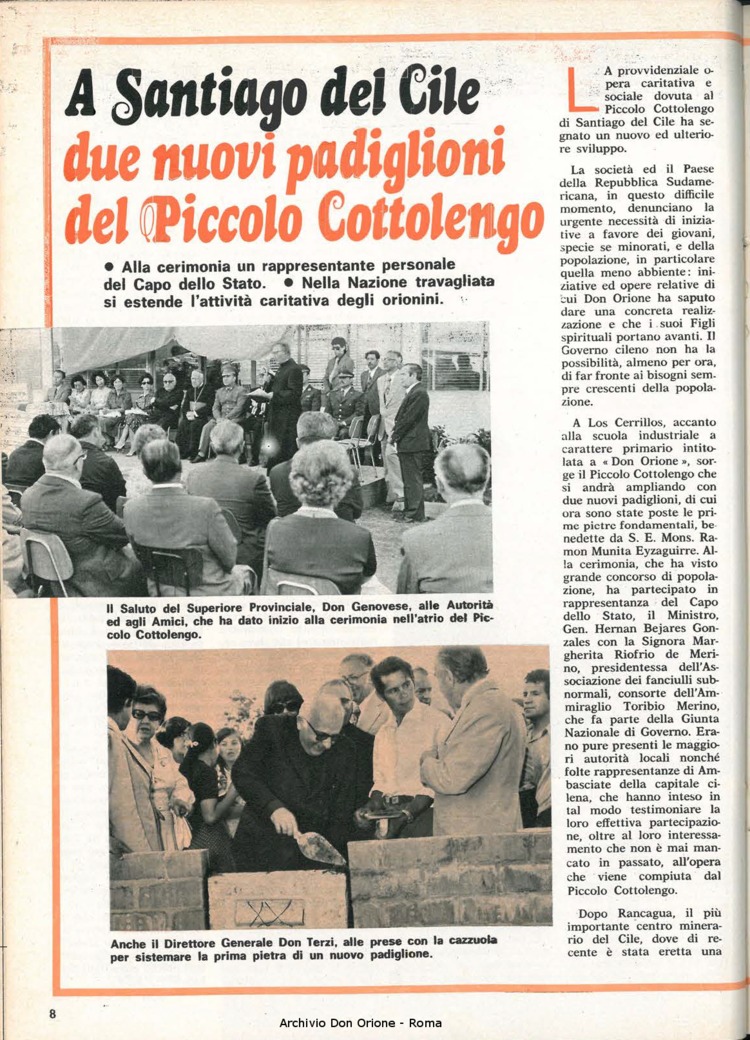 A Santiago del Cile
due nuovi padiglioni
del Piccolo Cottolengo
● Alla cerimonia un rappresentante personale
del Capo dello Stato. ● Nella Nazione travagliata
si estende l'attività caritativa degli orionini.
Il Saluto del Superiore Provinciale, Don Genovese, alle Autorità
ed agli Amici, che ha dato inizio alla cerimonia nell'atrio del Pic-
colo Cottolengo.
XX
Anche il Direttore Generale Don Terzi, alle prese con la cazzuola
per sistemare la prima pietra di un nuovo padiglione.
LA provvidenziale o-
pera caritativa e
sociale dovuta al
Piccolo Cottolengo
di Santiago del Cile ha se-
gnato un nuovo ed ulterio-
re sviluppo.
La società ed il Paese
della Repubblica Sudame-
ricana, in questo difficile
momento, denunciano la
urgente necessità di inizia-
tive a favore dei giovani,
specie se minorati, e della
popolazione, in particolare
quella meno abbiente: ini-
ziative ed opere relative di
cui Don Orione ha saputo
dare una concreta realiz-
zazione e che i suoi Figli
spirituali portano avanti. Il
Governo cileno non ha la
possibilità, almeno per ora,
di far fronte ai bisogni sem-
pre crescenti della popola-
zione.
A Los Cerrillos, accanto
alla scuola industriale a
carattere primario intito-
lata a « Don Orione », sor-
ge il Piccolo Cottolengo che
si andrà ampliando con
due nuovi padiglioni, di cui
ora sono state poste le pri-
me pietre fondamentali, be-
nedette da S. E. Mons. Ra-
mon Munita Eyzaguirre. Al-
la cerimonia, che ha visto
grande concorso di popola-
zione, ha partecipato in
rappresentanza del Capo
dello Stato, il Ministro,
Gen. Hernan Bejares Gon-
zales con la Signora Mar-
gherita Riofrio de Meri-
no, presidentessa dell'As-
sociazione dei fanciulli sub-
normali, consorte dell'Am-
miraglio Toribio Merino,
che fa parte della Giunta
Nazionale di Governo. Era-
no pure presenti le maggio-
ri autorità locali nonché
folte rappresentanze di Am-
basciate della capitale ci-
lena, che hanno inteso in
tal modo testimoniare la
loro effettiva partecipazio-
ne, oltre al loro interessa-
mento che non è mai man-
cato in passato, all'opera
che viene compiuta dal
Piccolo Cottolengo.
Dopo Rancagua, il più
importante centro minera-
rio del Cile, dove di re-
cente è stata eretta una
8
Archivio Don Orione - Roma